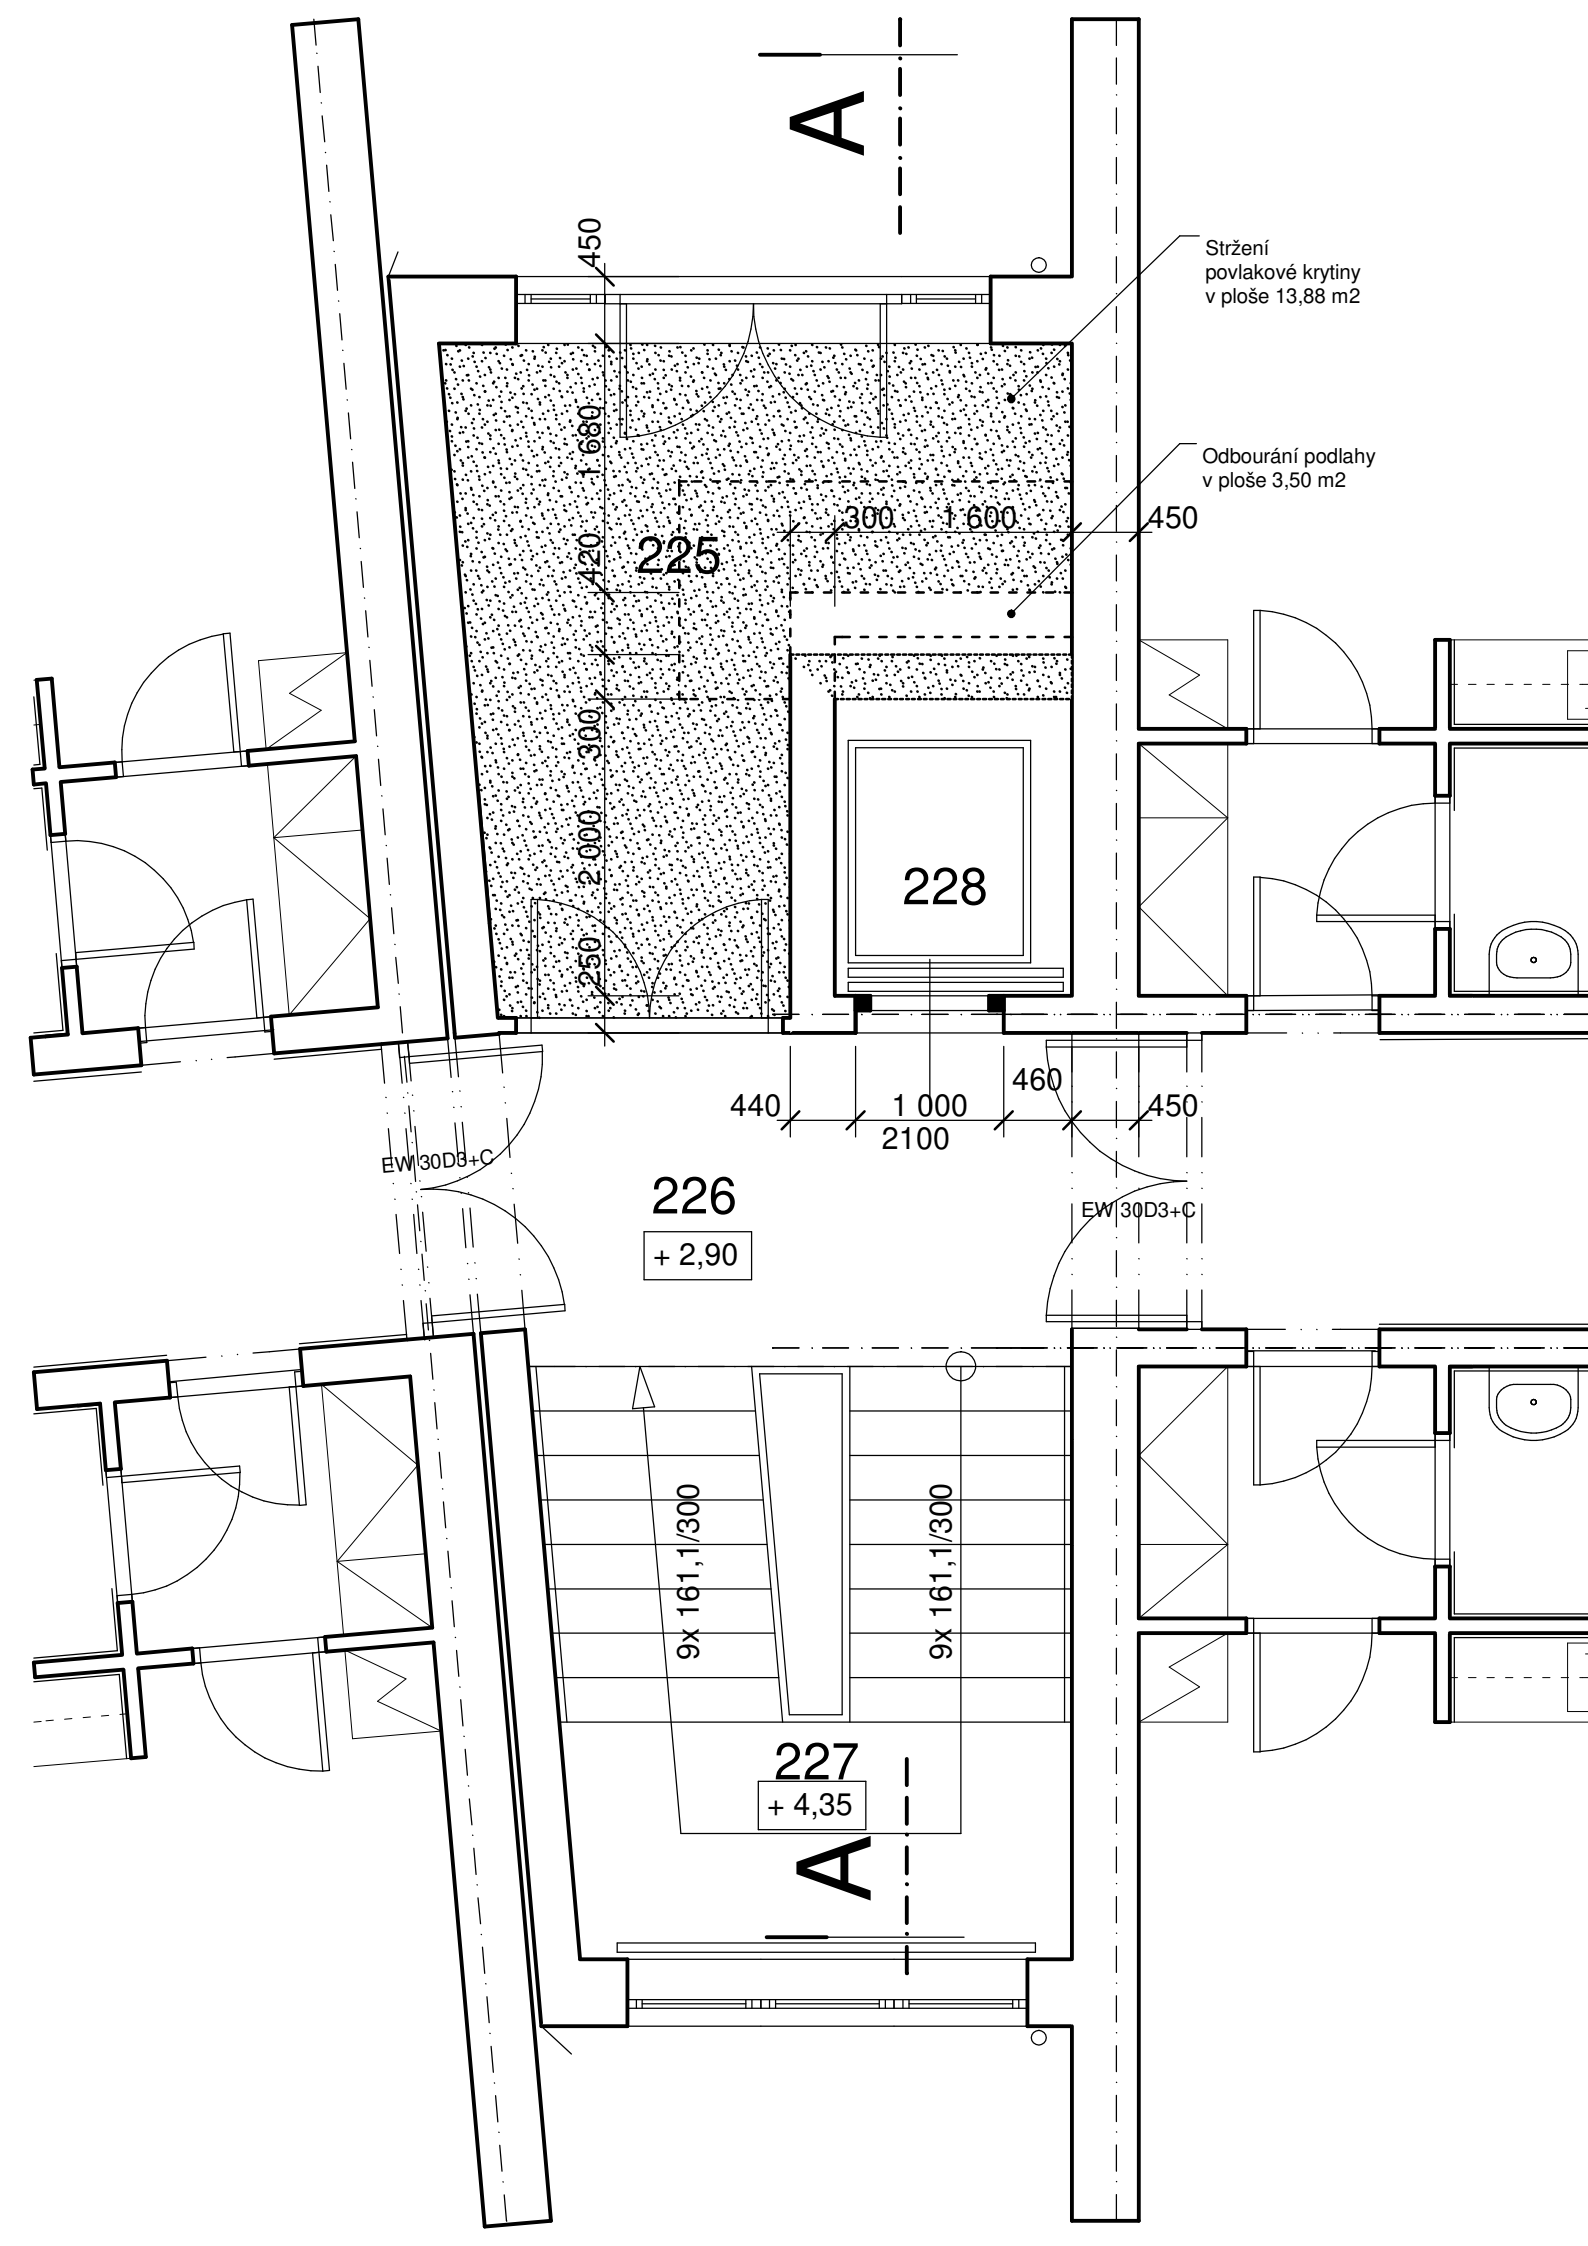 A
450
Stržení
povlakové krytiny
v ploše 13,88 m2
1 680
Odbourání podlahy
v ploše 3,50 m2
300
1 600
450
420
225
300
2 000
228
250
440
1 000
460
450
2100
EW 30D3+C
226
EW 30D3+C
+ 2,90
9x 161,1/300
9x 161,1/300
227
+ 4,35
A